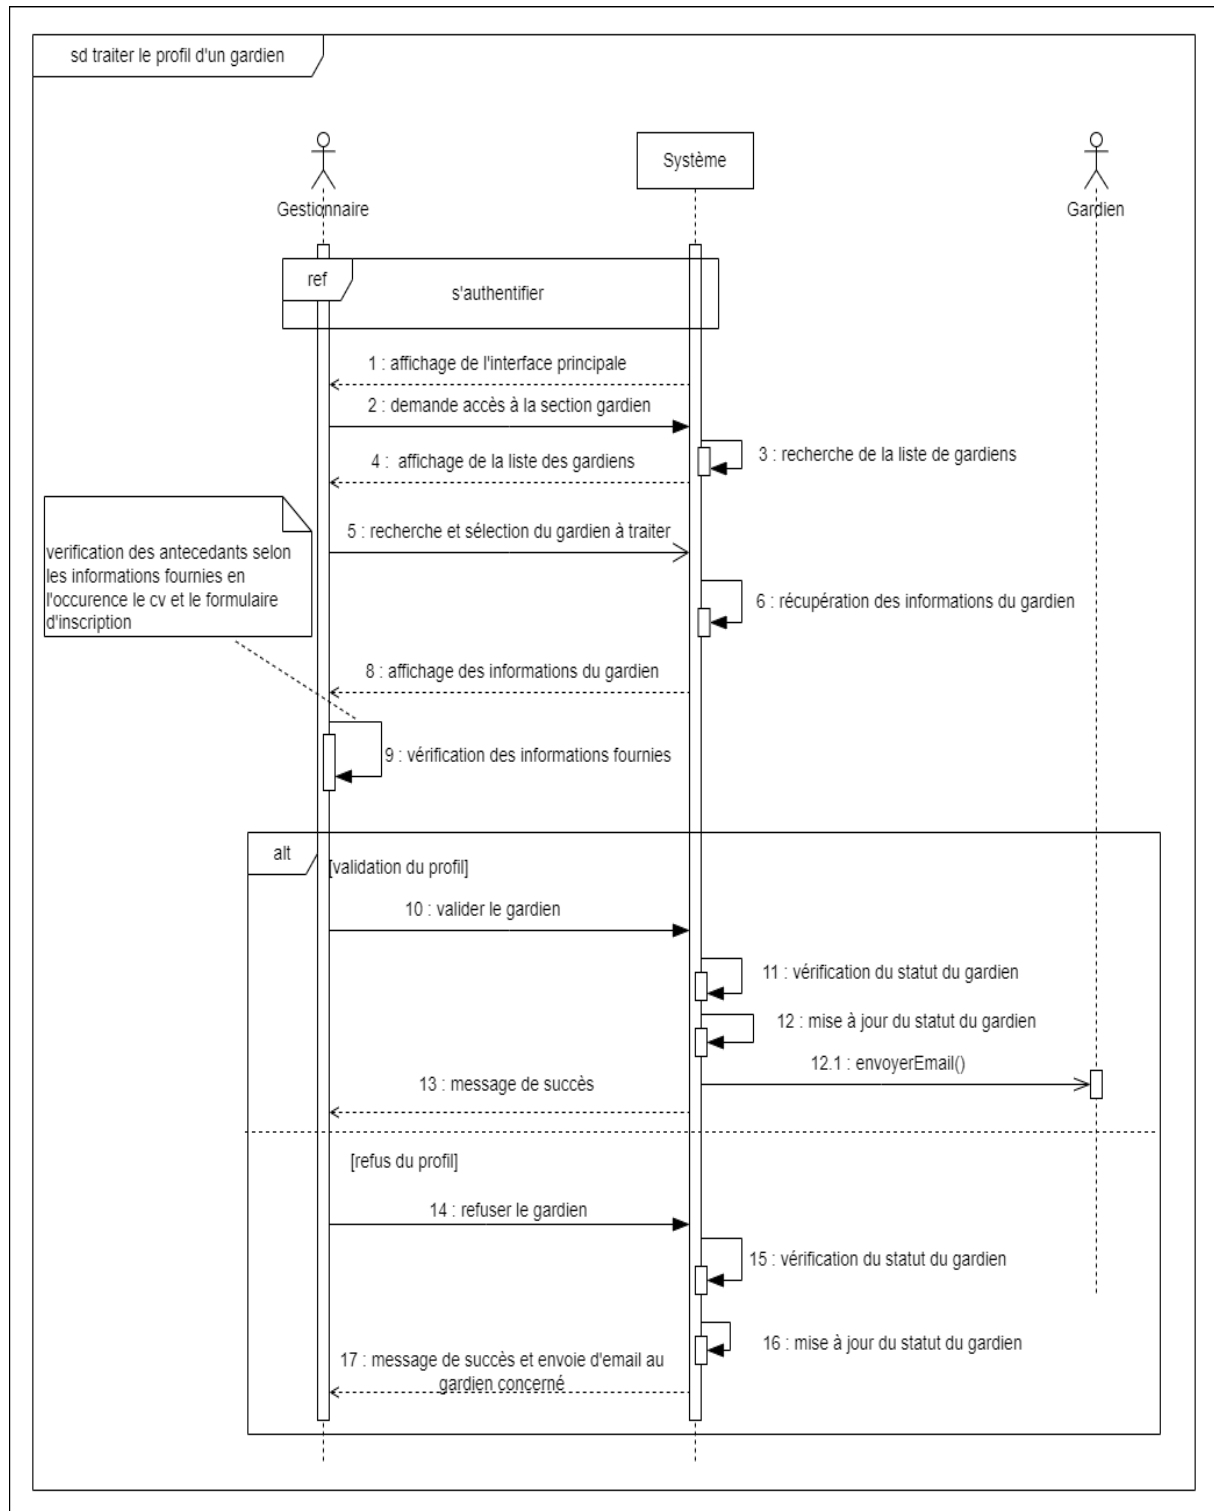 sd traiter le profil d'un gardien
Gestionnaire
Système
Gardien
ref
s'authentifier
1 : affichage de l'interface principale
2 : demande accès à la section gardien
3 : recherche de la liste de gardiens
4 : affichage de la liste des gardiens
5 : recherche et sélection du gardien à traiter
verification des antecedants selon
les informations fournies en
l'occurence le cv et le formulaire
d'inscription
6 : récupération des informations du gardien
8 : affichage des informations du gardien
9 : vérification des informations fournies
alt
[validation du profil]
10 : valider le gardien
11 : vérification du statut du gardien
12 : mise à jour du statut du gardien
12.1 : envoyerEmail()
13 : message de succès
[refus du profil]
14 : refuser le gardien
15 : vérification du statut du gardien
16 : mise à jour du statut du gardien
17 : message de succès et envoie d'email au
gardien concerné